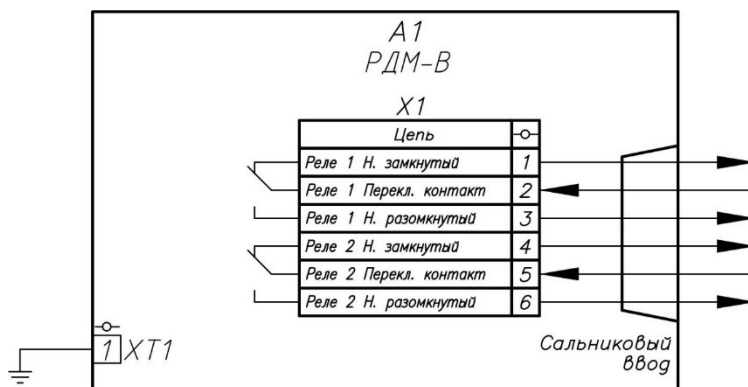 A1
РДМ-В
X1
Цепь
Реле 1 Н. замкнутый 1
Реле 1 Перекл. контакт 2
Реле 1 Н. разомкнутый 3
Реле 2 Н. замкнутый 4
Реле 2 Перекл. контакт 5
Реле 2 Н. разомкнутый 6
Сальниковый
ввод
1 XT1